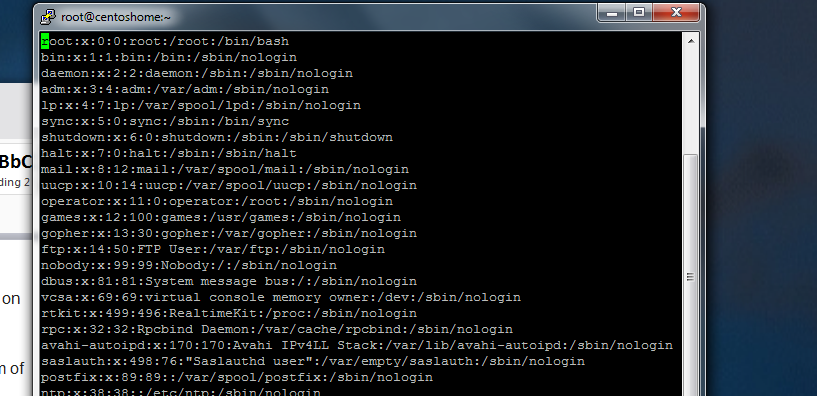 root@centoshome:~
root:x:0:0:root:/root:/bin/bash
bin:x:1:1:bin:/bin:/sbin/nologin
daemon:x:2:2:daemon:/sbin:/sbin/nologin
adm:x:3:4:adm:/var/adm:/sbin/nologin
lp:x:4:7:lp:/var/spool/lpd:/sbin/nologin
sync:x:5:0:sync:/sbin:/bin/sync
shutdown:x:6:0:shutdown:/sbin:/sbin/shutdown
halt:x:7:0:halt:/sbin:/sbin/halt
mail:x:8:12:mail:/var/spool/mail:/sbin/nologin
uucp:x:10:14:uucp:/var/spool/uucp:/sbin/nologin
operator:x:11:0:operator:/root:/sbin/nologin
games:x:12:100:games:/usr/games:/sbin/nologin
gopher:x:13:30:gopher:/var/gopher:/sbin/nologin
ftp:x:14:50:FTP User:/var/ftp:/sbin/nologin
nobody:x:99:99:Nobody:/:/sbin/nologin
dbus:x:81:81:System message bus:/:/sbin/nologin
vcsa:x:69:69:virtual console memory owner:/dev:/sbin/nologin
rtkit:x:499:496:RealtimeKit:/proc:/sbin/nologin
rpc:x:32:32:Rpcbind Daemon:/var/cache/rpcbind:/sbin/nologin
avahi-autoipd:x:170:170:Avahi IPv4LL Stack:/var/lib/avahi-autoipd:/sbin/nologin
saslauth:x:498:76:"Saslauthd user":/var/empty/saslauth:/sbin/nologin
postfix:x:89:89::/var/spool/postfix:/sbin/nologin
ntp:x:38:38::/etc/ntp:/sbin/nologin
BbC
ding 2
on
m of